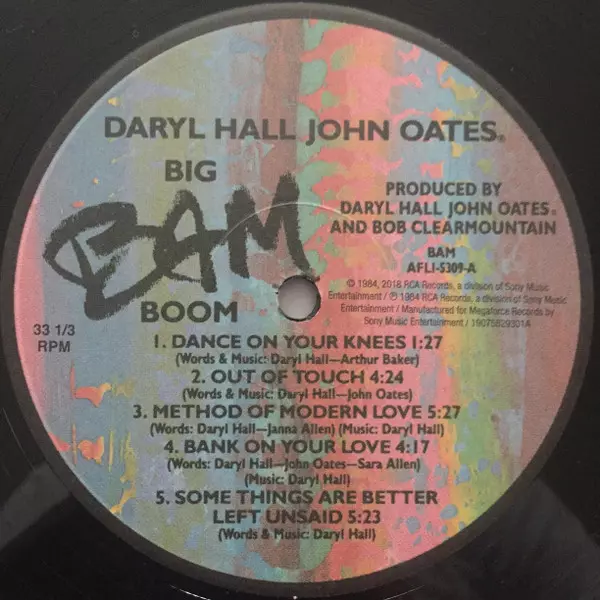 DARYL HALL JOHN OATES®
BIG
BAM
BOOM
PRODUCED BY
DARYL HALL JOHN OATES®
AND BOB CLEARMOUNTAIN
BAM
AFL1-5309-A
© 1984, 2018 RCA Records, a division of Sony Music
Entertainment / ℗ 1984 RCA Records, a division of Sony Music
Entertainment / Manufactured for Megaforce Records by
Sony Music Entertainment / 19075829301A
33 1/3
RPM
1. DANCE ON YOUR KNEES 1:27
(Words & Music: Daryl Hall—Arthur Baker)
2. OUT OF TOUCH 4:24
(Words & Music: Daryl Hall—John Oates)
3. METHOD OF MODERN LOVE 5:27
(Words: Daryl Hall—Janna Allen) (Music: Daryl Hall)
4. BANK ON YOUR LOVE 4:17
(Words: Daryl Hall—John Oates—Sara Allen)
(Music: Daryl Hall)
5. SOME THINGS ARE BETTER
LEFT UNSAID 5:23
(Words & Music: Daryl Hall)